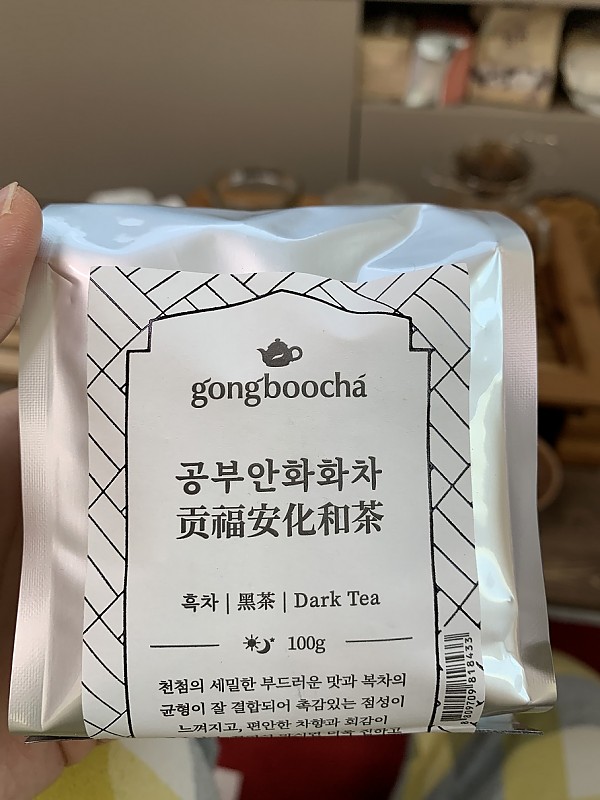 gongboochá
공부안화화차
贡福安化和茶
흑차 | 黑茶 | Dark Tea
100g
천첨의 세밀한 부드러운 맛과 복차의
균형이 잘 결합되어 촉감있는 점성이
느껴지고, 편안한 차향과 회감이
8809709818433